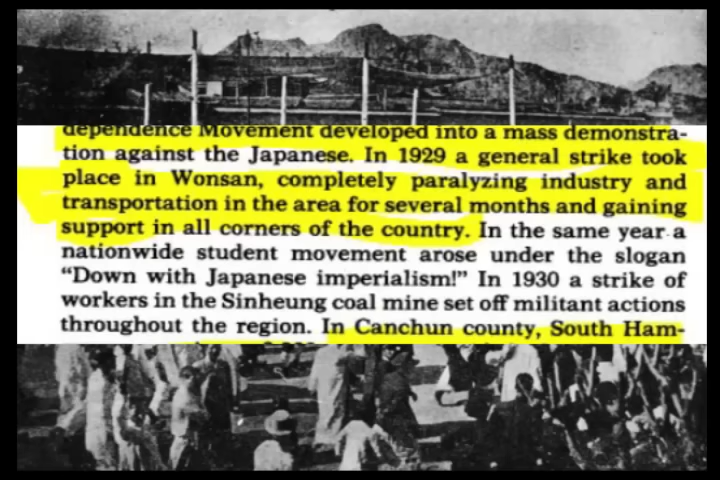 dependence Movement developed into a mass demonstra-
tion against the Japanese. In 1929 a general strike took
place in Wonsan, completely paralyzing industry and
transportation in the area for several months and gaining
support in all corners of the country. In the same year a
nationwide student movement arose under the slogan
“Down with Japanese imperialism!” In 1930 a strike of
workers in the Sinheung coal mine set off militant actions
throughout the region. In Canchun county, South Ham-